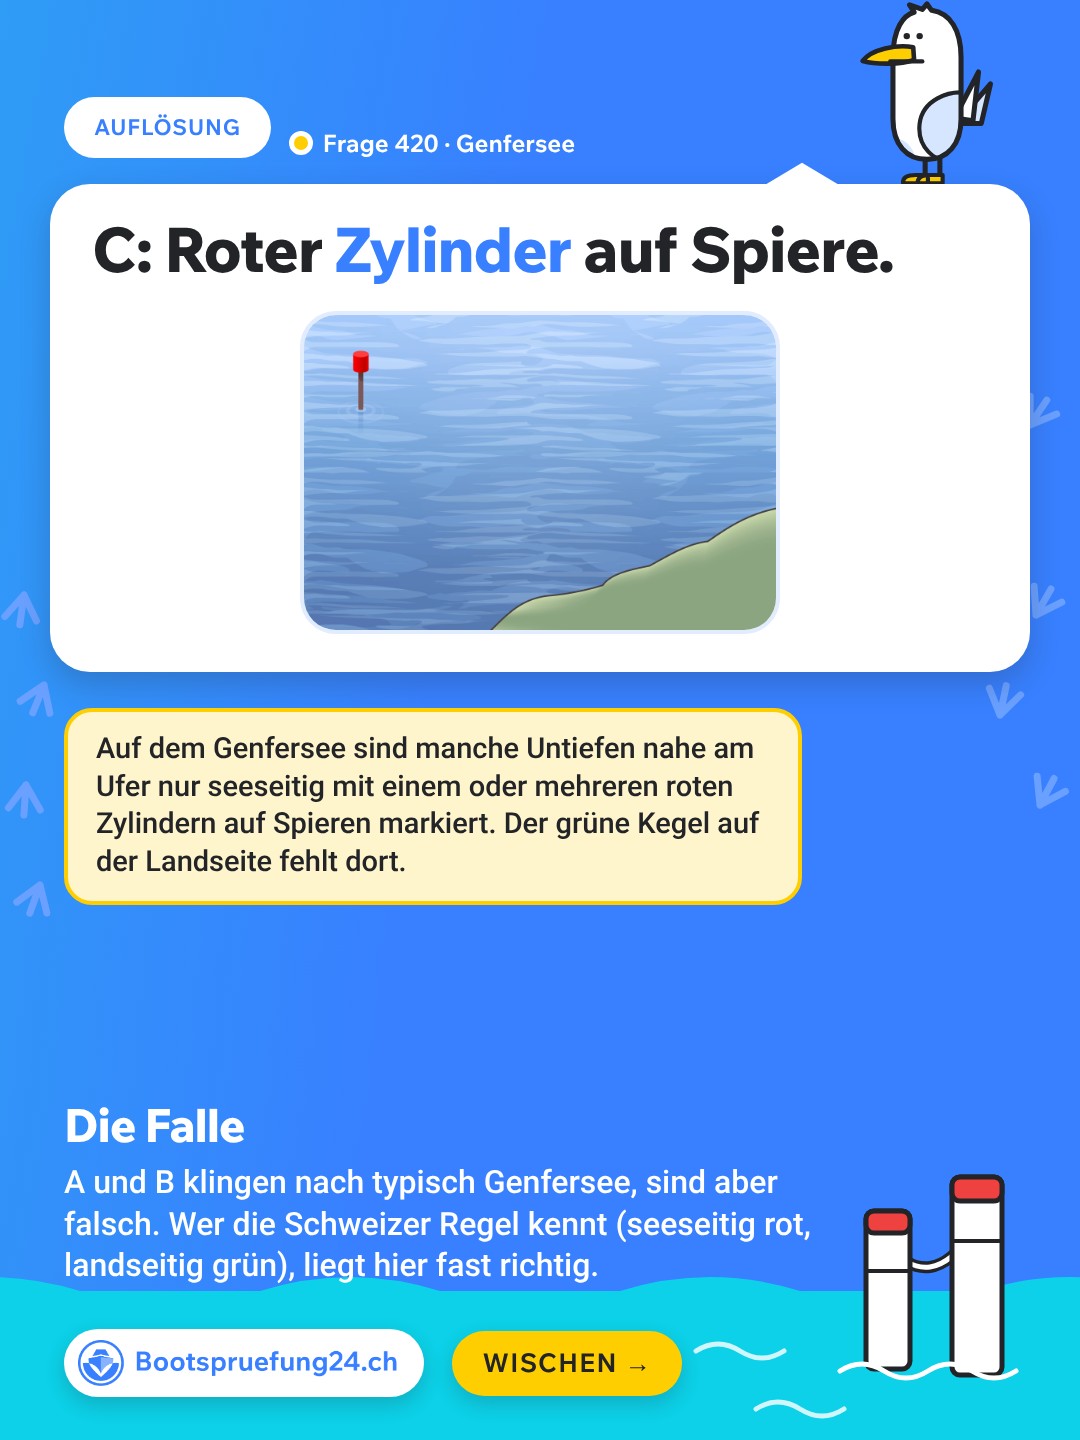 AUFLÖSUNG
Frage 420 · Genfersee
C: Roter Zylinder auf Spiere.
Auf dem Genfersee sind manche Untiefen nahe am
Ufer nur seeseitig mit einem oder mehreren roten
Zylindern auf Spieren markiert. Der grüne Kegel auf
der Landseite fehlt dort.
Die Falle
A und B klingen nach typisch Genfersee, sind aber
falsch. Wer die Schweizer Regel kennt (seeseitig rot,
landseitig grün), liegt hier fast richtig.
Bootspruefung24.ch
WISCHEN →